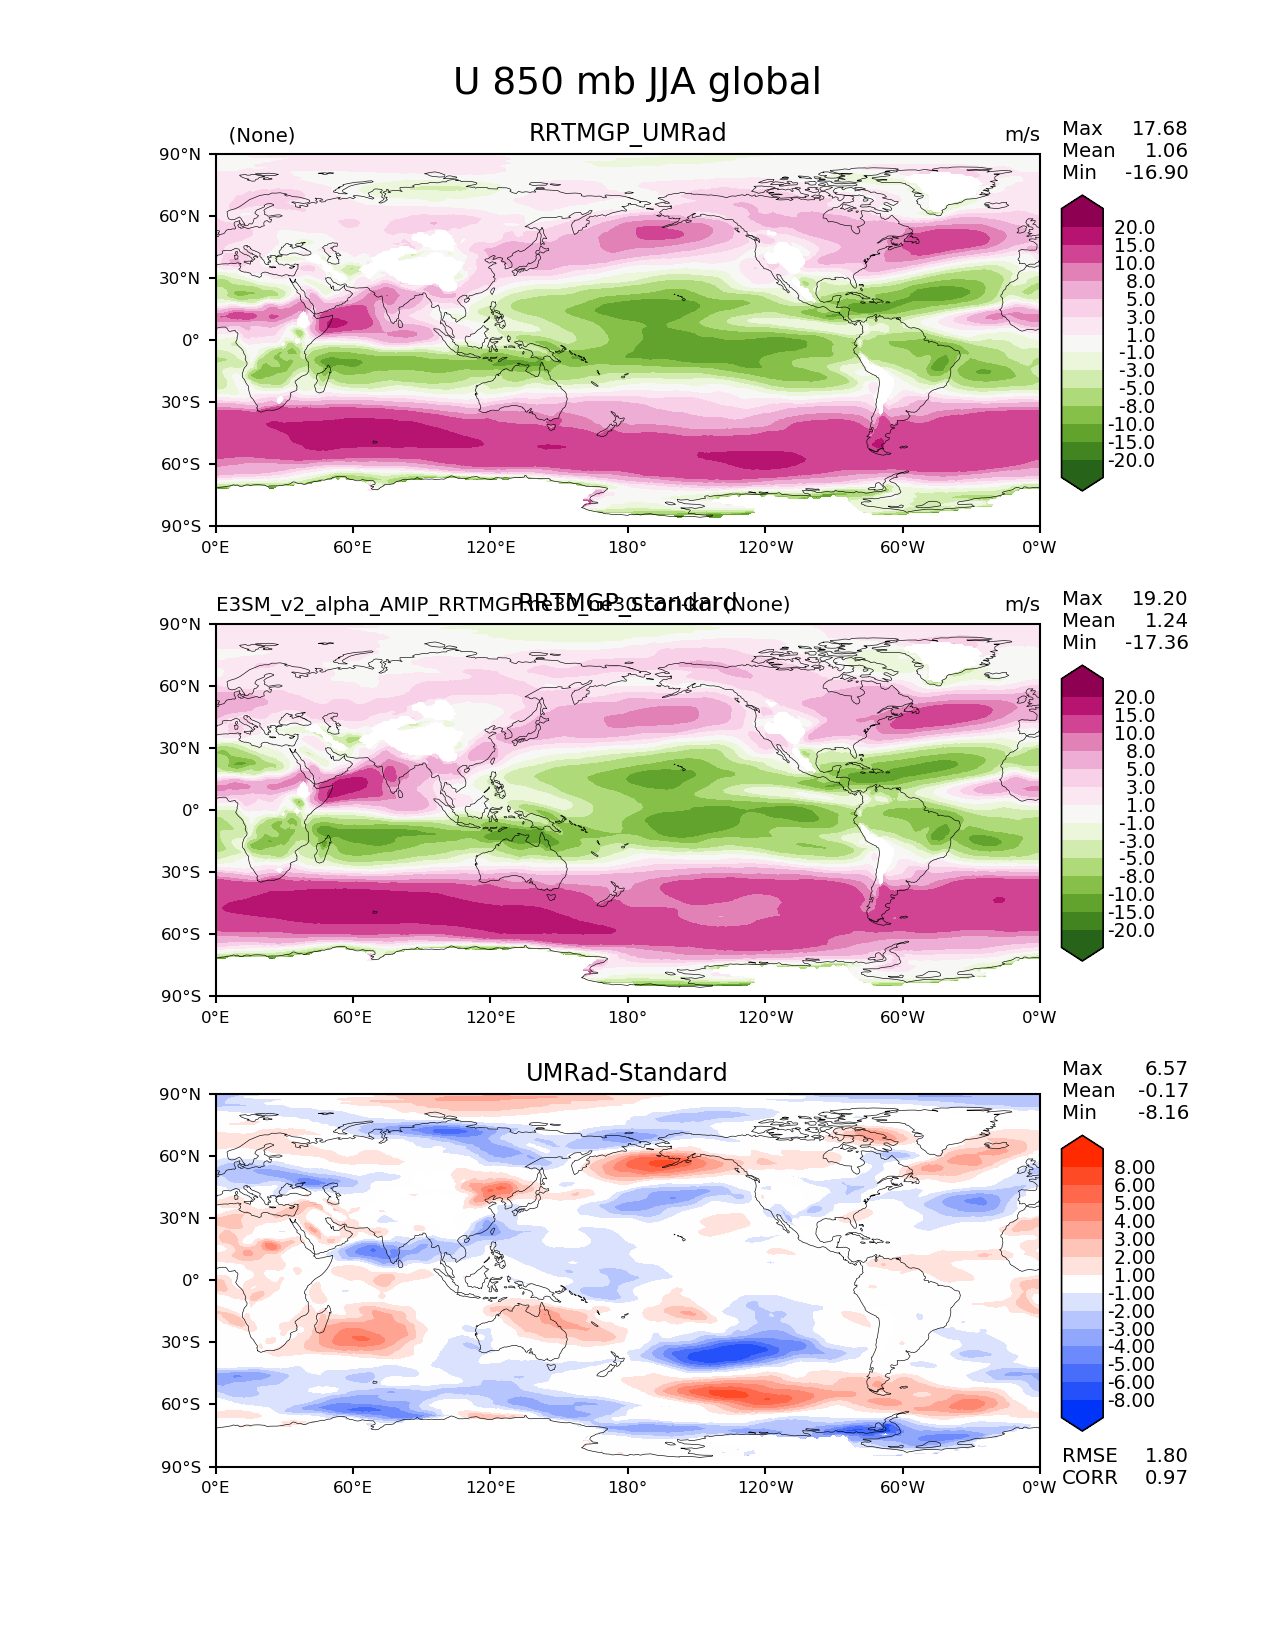 U 850 mb JJA global
(None) RRTMGP_UMRad m/s
Max 17.68
Mean 1.06
Min -16.90
90°N
60°N
30°N
0°
30°S
60°S
90°S
0°E 60°E 120°E 180° 120°W 60°W 0°W
20.0
15.0
10.0
8.0
5.0
3.0
1.0
-1.0
-3.0
-5.0
-8.0
-10.0
-15.0
-20.0
E3SM_v2_alpha_AMIP_RRTMGP.ne30_ne30.cori-knl (None) RRTMGP_standard m/s
Max 19.20
Mean 1.24
Min -17.36
90°N
60°N
30°N
0°
30°S
60°S
90°S
0°E 60°E 120°E 180° 120°W 60°W 0°W
20.0
15.0
10.0
8.0
5.0
3.0
1.0
-1.0
-3.0
-5.0
-8.0
-10.0
-15.0
-20.0
UMRad-Standard
Max 6.57
Mean -0.17
Min -8.16
90°N
60°N
30°N
0°
30°S
60°S
90°S
0°E 60°E 120°E 180° 120°W 60°W 0°W
8.00
6.00
5.00
4.00
3.00
2.00
1.00
-1.00
-2.00
-3.00
-4.00
-5.00
-6.00
-8.00
RMSE 1.80
CORR 0.97